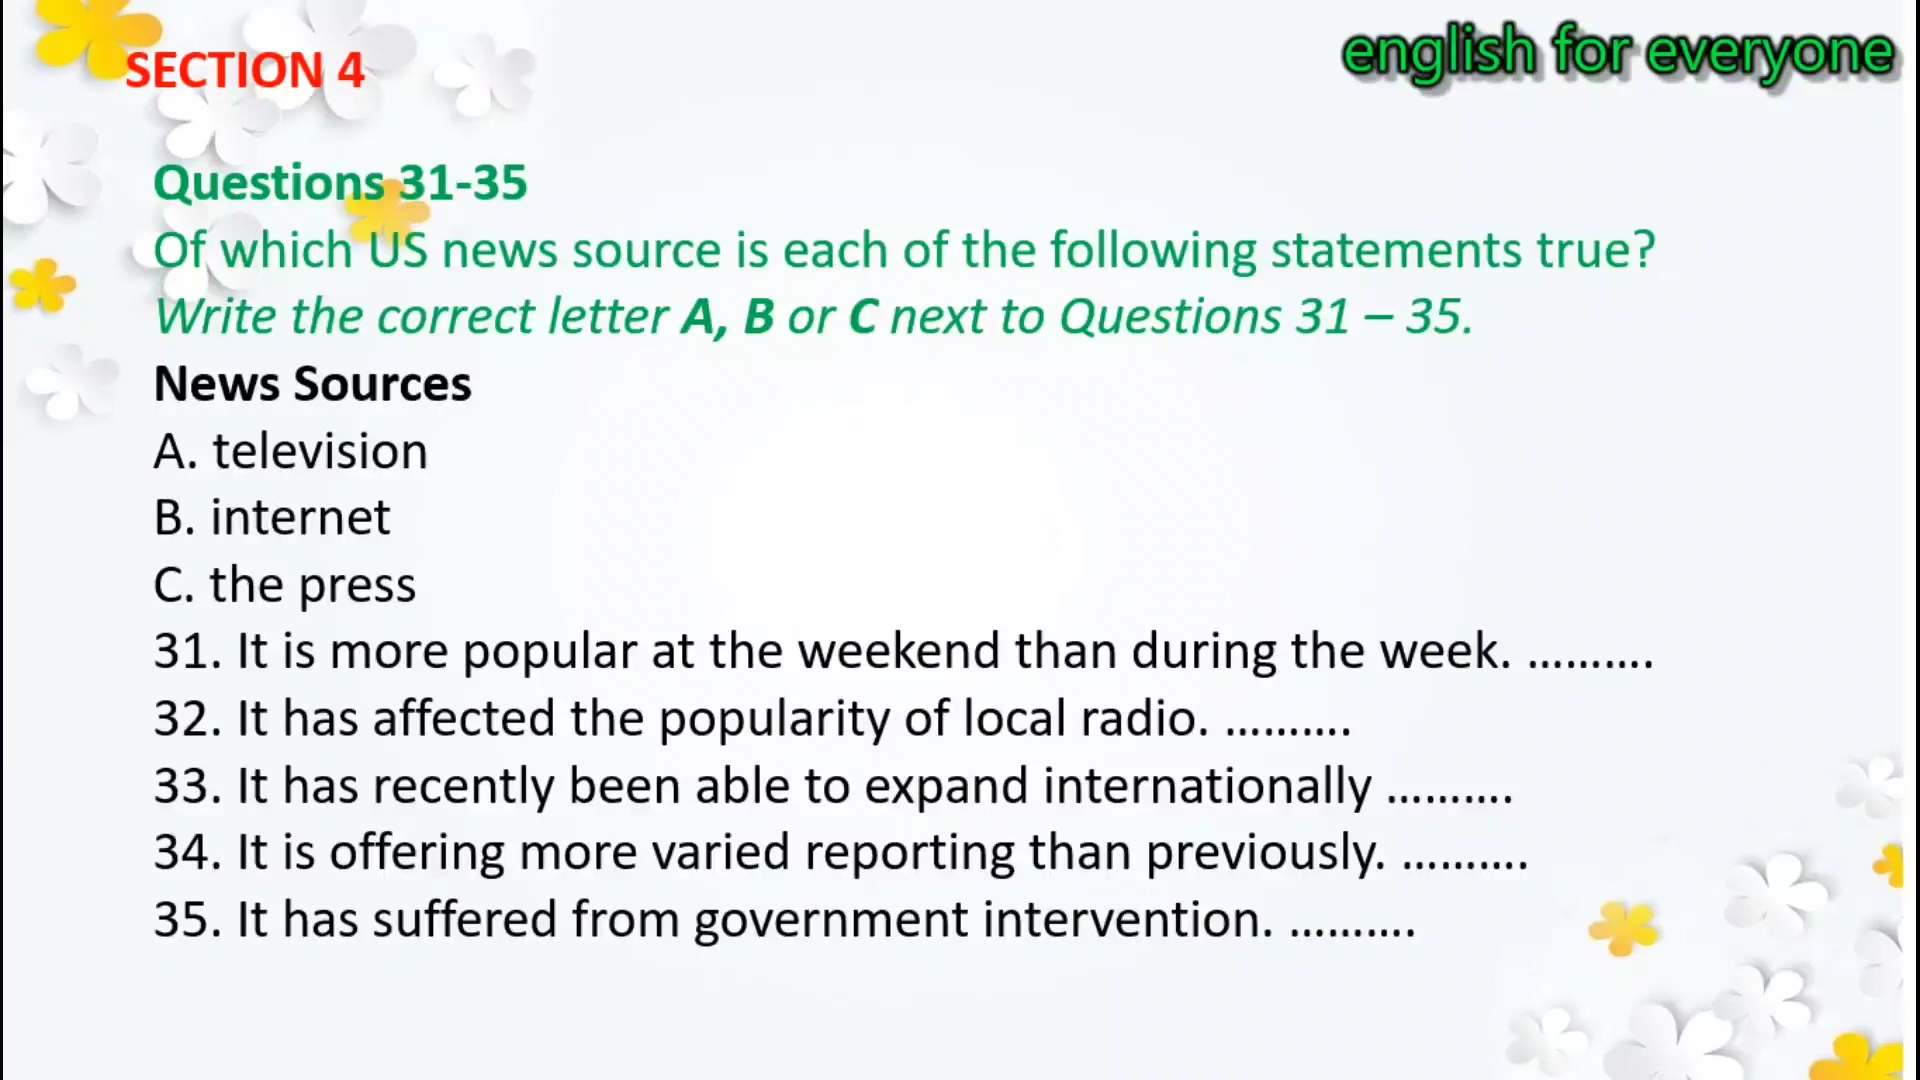 SECTION 4
english for everyone
Questions 31-35
Of which US news source is each of the following statements true?
Write the correct letter A, B or C next to Questions 31 – 35.
News Sources
A. television
B. internet
C. the press
31. It is more popular at the weekend than during the week. ..........
32. It has affected the popularity of local radio. ..........
33. It has recently been able to expand internationally ..........
34. It is offering more varied reporting than previously. ..........
35. It has suffered from government intervention. ..........